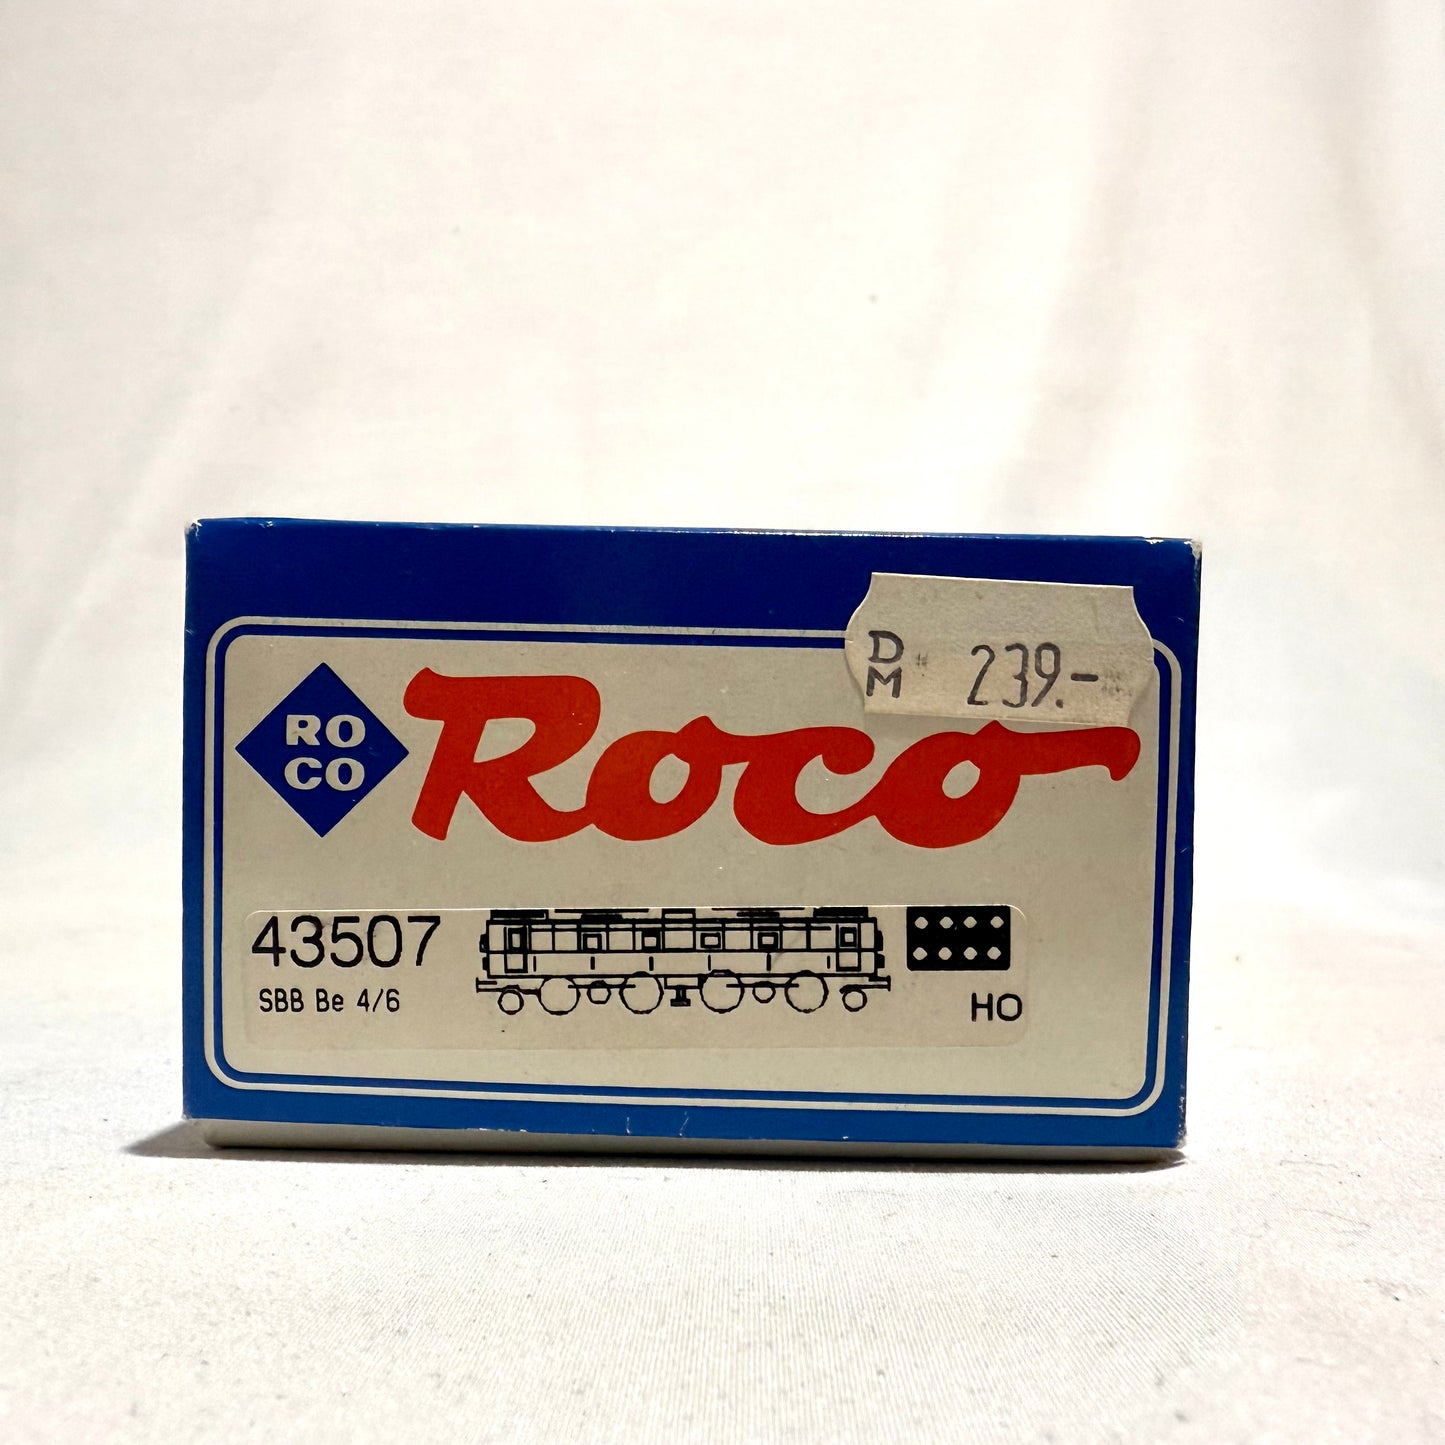 DM 239.-
RO
CO
Roco
43507
SBB Be 4/6
HO